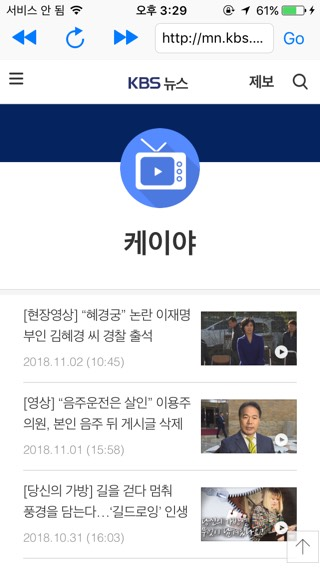 서비스 안 됨 오후 3:29 61%
http://mn.kbs.... Go
KBS 뉴스 제보
케이야
[현장영상] “혜경궁” 논란 이재명
부인 김혜경 씨 경찰 출석
2018.11.02 (10:45)
[영상] “음주운전은 살인” 이용주
의원, 본인 음주 뒤 게시글 삭제
2018.11.01 (15:58)
[당신의 가방] 길을 걷다 멈춰
풍경을 담는다…‘길드로잉’ 인생
2018.10.31 (16:03)